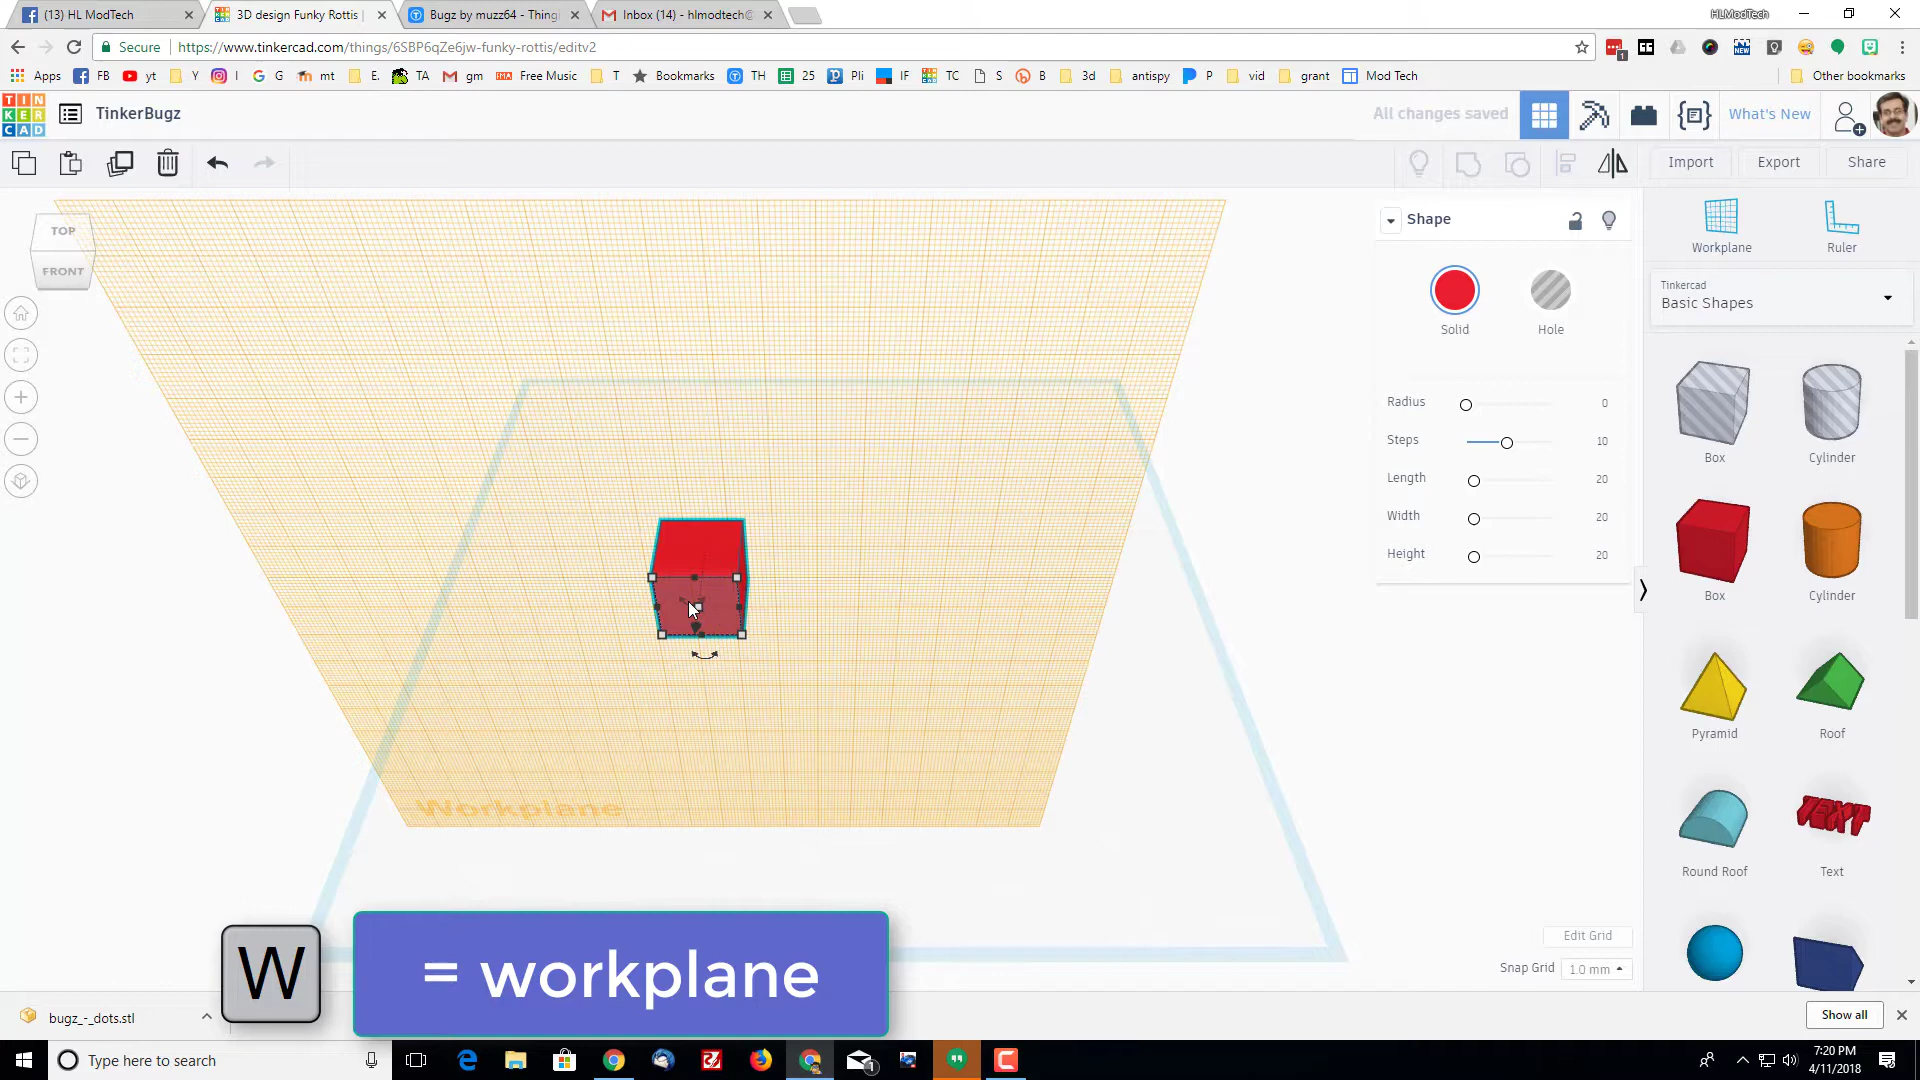 (13) HL ModTech
3D design Funky Rottis |
Bugz by muzz64 - Thing
Inbox (14) - hlmodtech@
HLModTech
Secure
https://www.tinkercad.com/things/6SBP6qZe6jw-funky-rottis/editv2
Apps
FB
yt
Y
I
G
mt
E.
TA
gm
Free Music
T
Bookmarks
TH
25
Pli
IF
TC
S
B
3d
antispy
P
vid
grant
Mod Tech
Other bookmarks
TIN
KER
CAD
TinkerBugz
All changes saved
What's New
Import
Export
Share
TOP
FRONT
Shape
Solid
Hole
Radius
0
Steps
10
Length
20
Width
20
Height
20
Workplane
Ruler
Tinkercad
Basic Shapes
Box
Cylinder
Box
Cylinder
Pyramid
Roof
Round Roof
TEXT
Text
Workplane
W
= workplane
Edit Grid
Snap Grid
1.0 mm
bugz_-_dots.stl
Show all
Type here to search
7:20 PM
4/11/2018